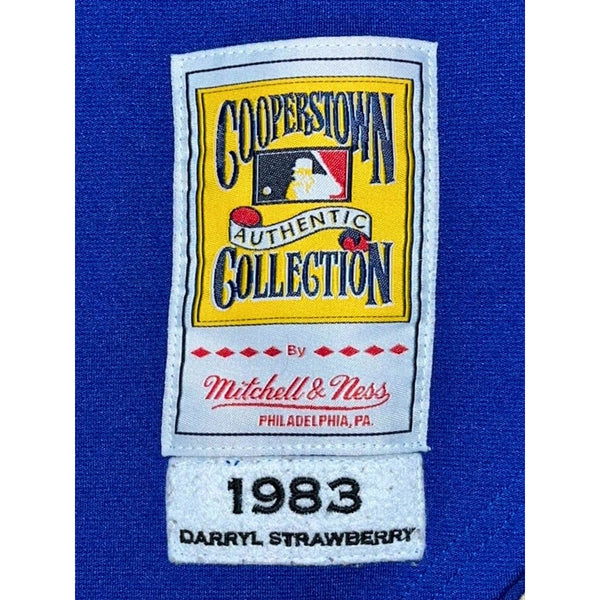 COOPERSTOWN
AUTHENTIC
COLLECTION
By
Mitchell & Ness
PHILADELPHIA, PA.
1983
DARRYL STRAWBERRY